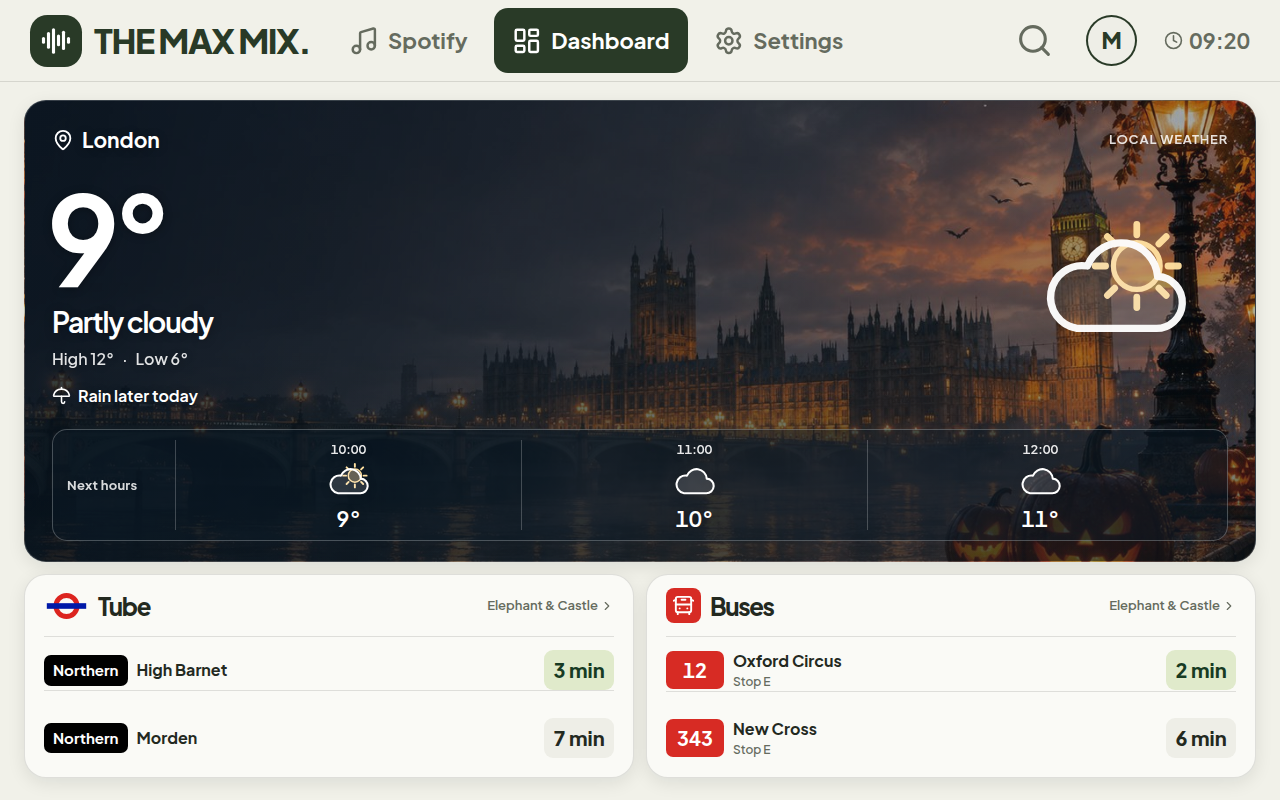 THE MAX MIX.
Spotify
Dashboard
Settings
M
09:20
London
LOCAL WEATHER
9°
Partly cloudy
High 12° · Low 6°
Rain later today
Next hours
10:00
9°
11:00
10°
12:00
11°
Tube
Elephant & Castle
Northern High Barnet 3 min
Northern Morden 7 min
Buses
Elephant & Castle
12 Oxford Circus 2 min
Stop E
343 New Cross 6 min
Stop E